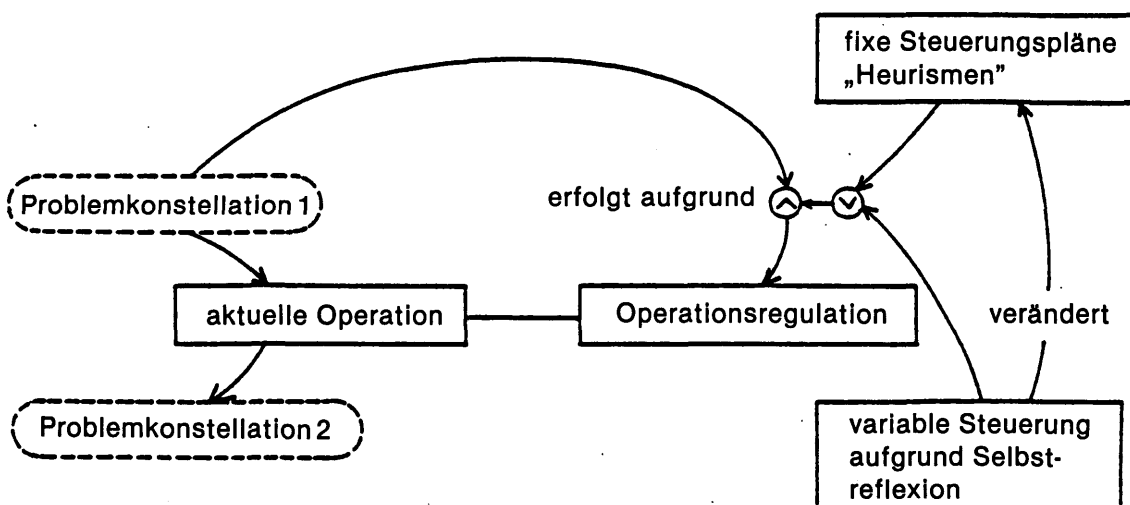 fixe Steuerungspläne
„Heurismen”
Problemkonstellation 1
erfolgt aufgrund
aktuelle Operation
Operationsregulation
verändert
Problemkonstellation 2
variable Steuerung
aufgrund Selbst-
reflexion